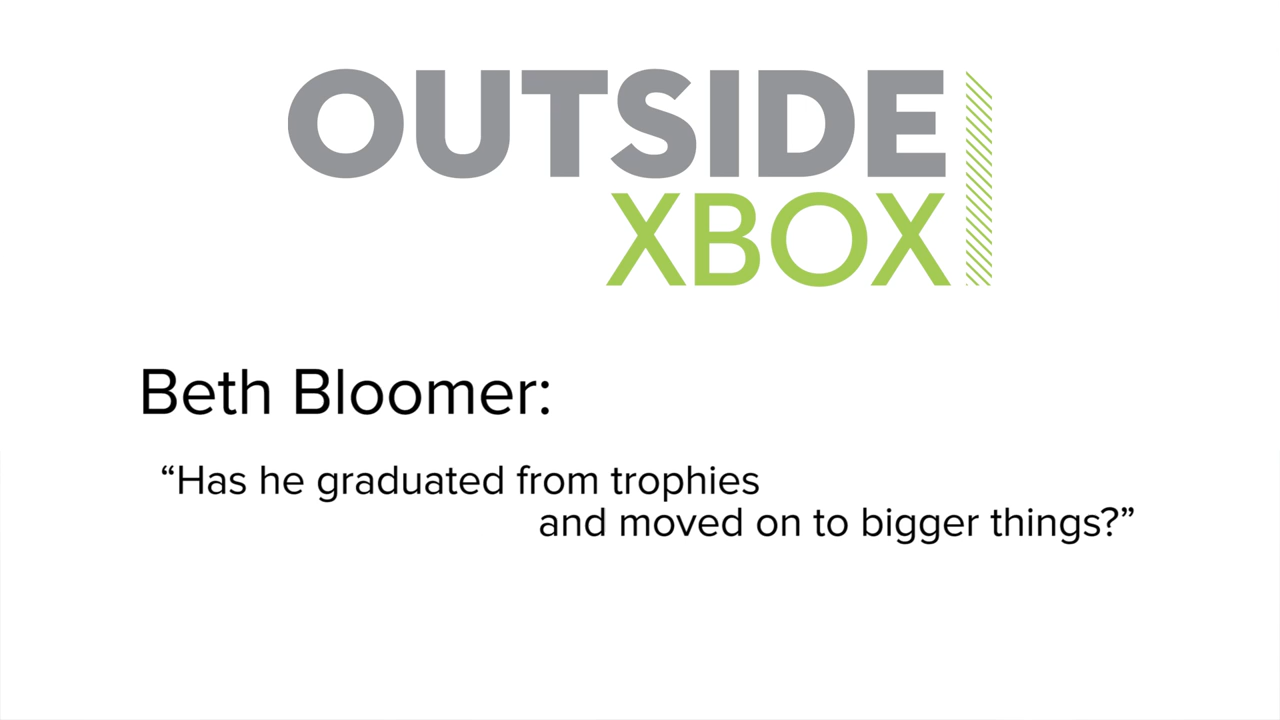 OUTSIDE
XBOX
Beth Bloomer:
“Has he graduated from trophies
and moved on to bigger things?”